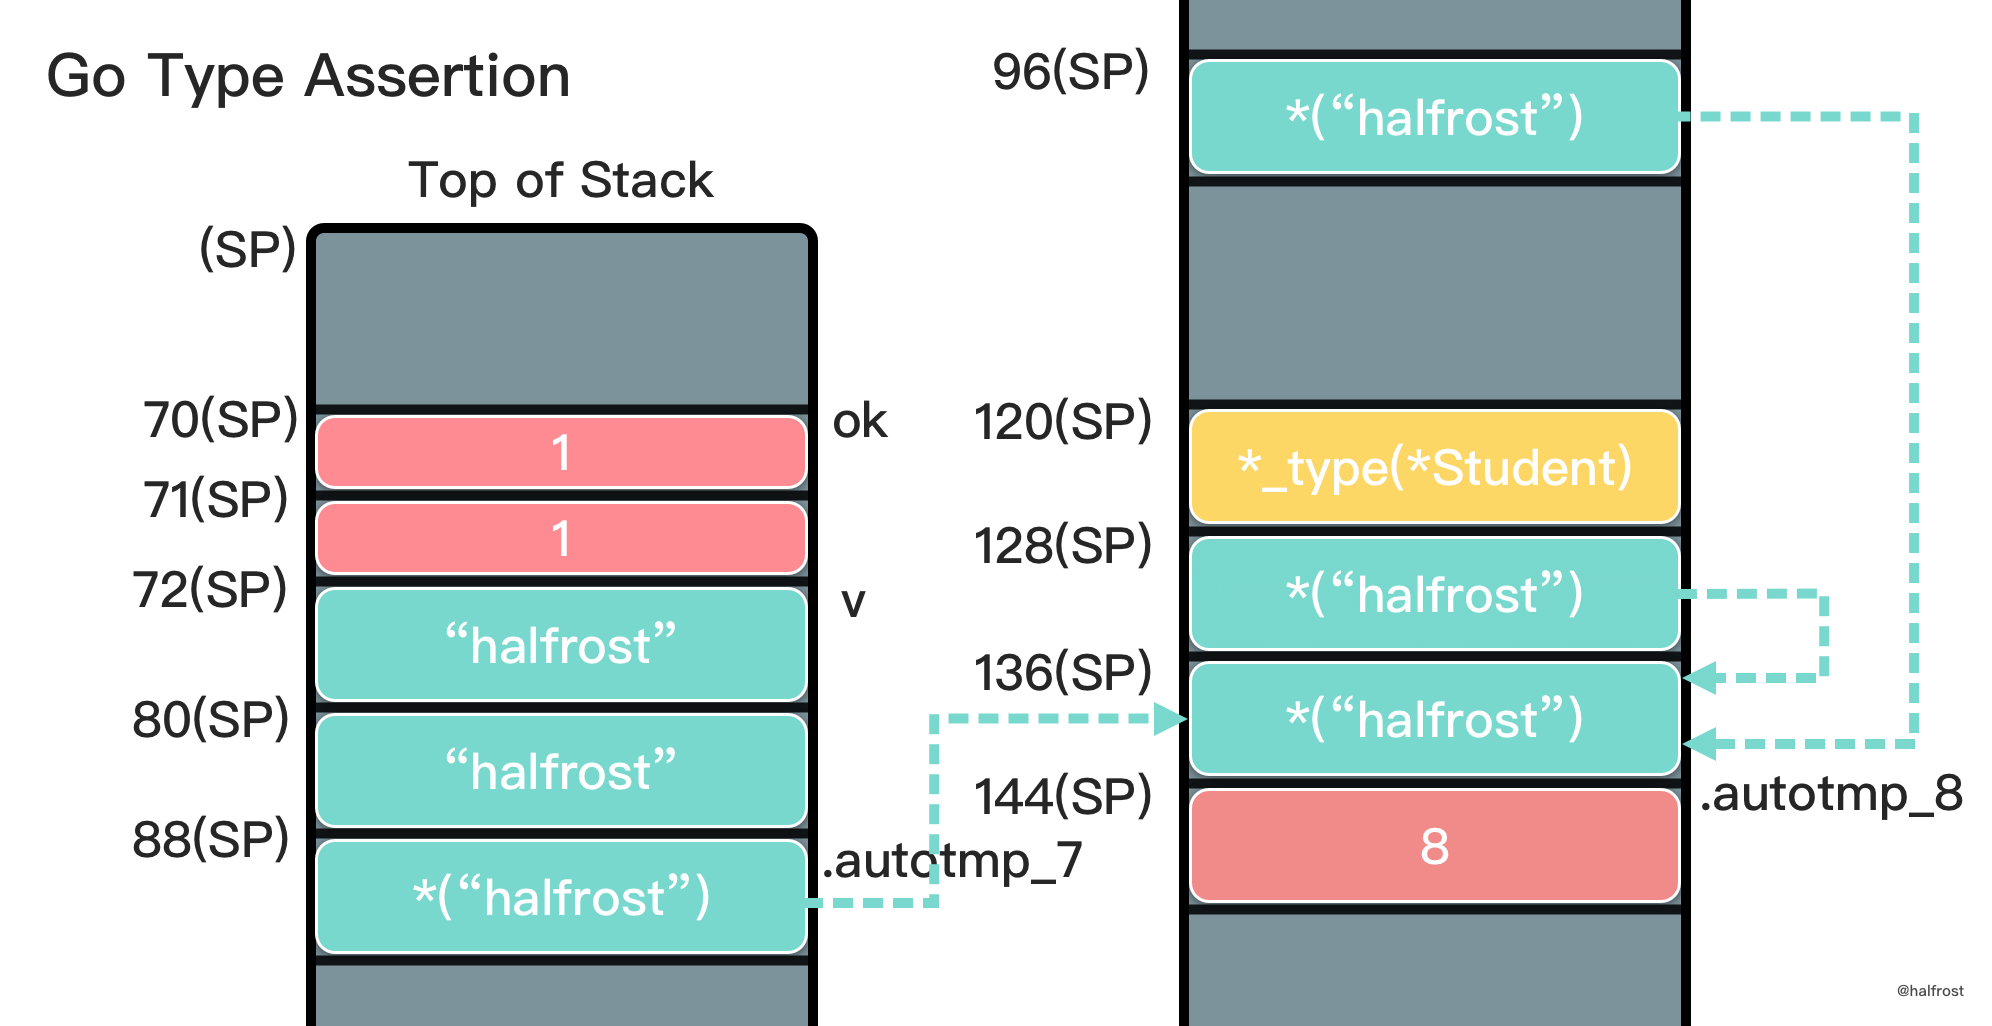 Go Type Assertion
Top of Stack
(SP)
70(SP)
1
ok
71(SP)
1
72(SP)
“halfrost”
v
80(SP)
“halfrost”
88(SP)
*(“halfrost”)
.autotmp_7
96(SP)
*(“halfrost”)
120(SP)
*_type(*Student)
128(SP)
*(“halfrost”)
136(SP)
*(“halfrost”)
.autotmp_8
144(SP)
8
@halfrost